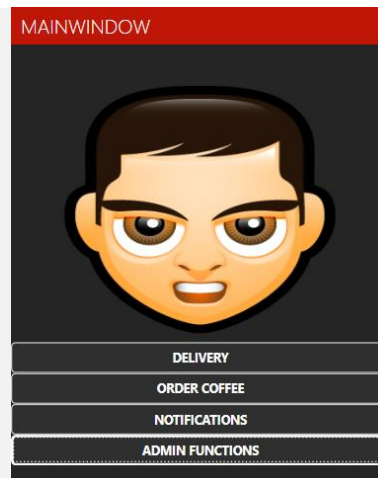 MAINWINDOW
DELIVERY
ORDER COFFEE
NOTIFICATIONS
ADMIN FUNCTIONS